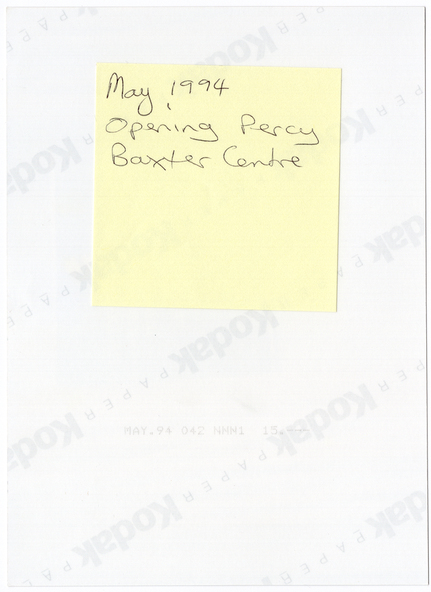 May 1994
Opening Percy
Baxter Centre
Kodak
PAPER
MAY.94 042 NNN1 15.